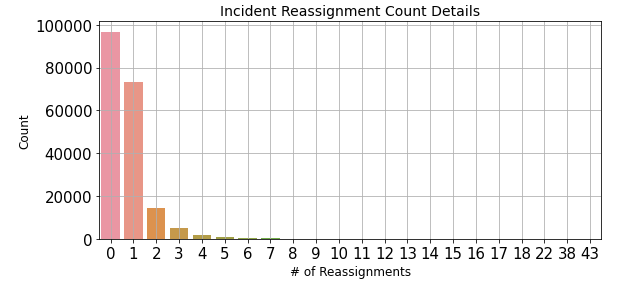 Incident Reassignment Count Details
100000
80000
60000
40000
20000
0
Count
0 1 2 3 4 5 6 7 8 9 10 11 12 13 14 15 16 17 18 22 38 43
# of Reassignments